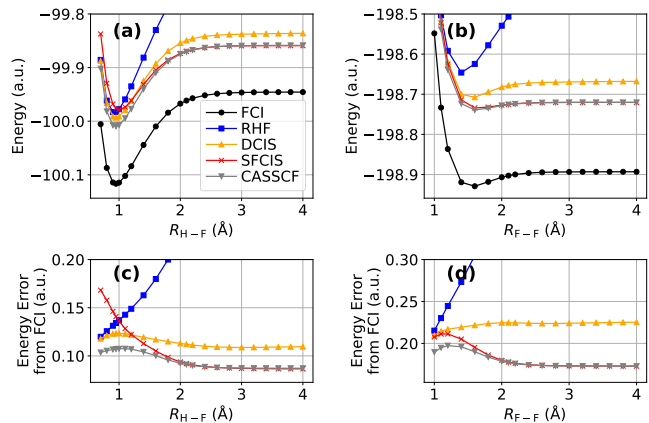 −99.8
−99.9
−100.0
−100.1
Energy (a.u.)
(a)
FCI
RHF
DCIS
SFCIS
CASSCF
1
2
3
4
R_H−F (Å)
−198.5
−198.6
−198.7
−198.8
−198.9
Energy (a.u.)
(b)
1
2
3
4
R_F−F (Å)
0.20
0.15
0.10
Energy Error
from FCI (a.u.)
(c)
1
2
3
4
R_H−F (Å)
0.30
0.25
0.20
Energy Error
from FCI (a.u.)
(d)
1
2
3
4
R_F−F (Å)